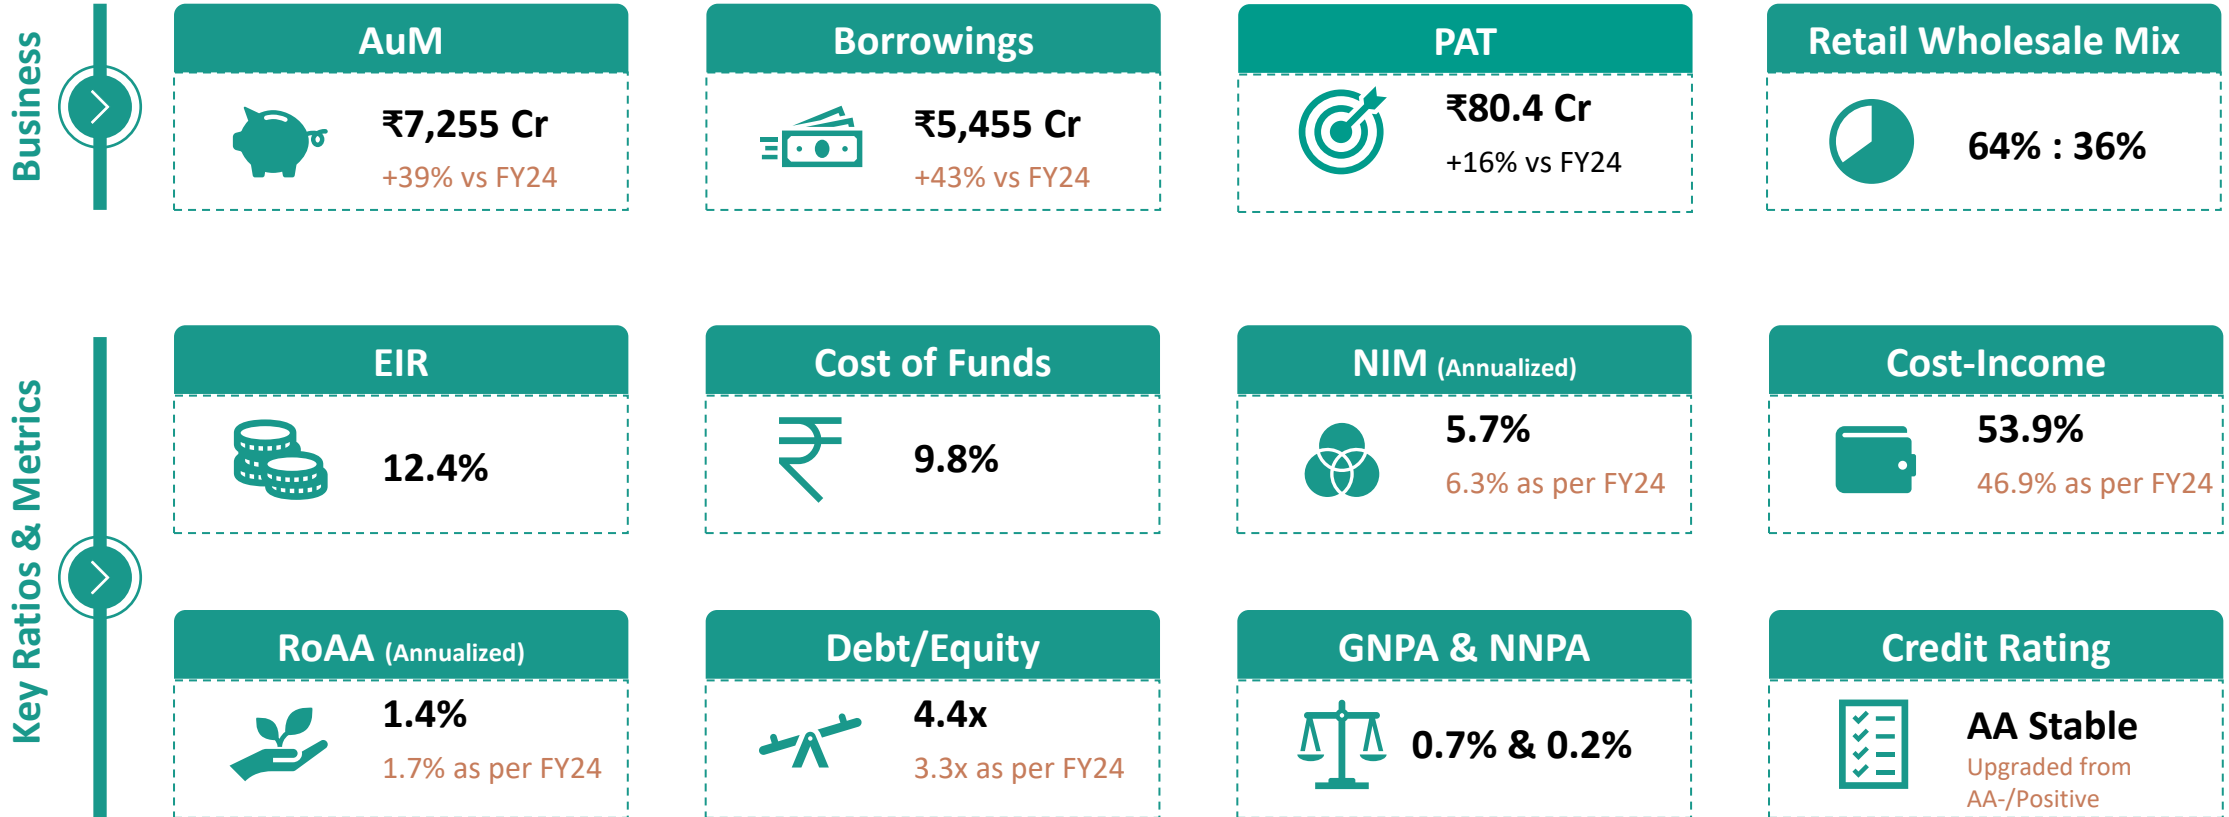 Business
AuM
₹7,255 Cr
+39% vs FY24
Borrowings
₹5,455 Cr
+43% vs FY24
PAT
₹80.4 Cr
+16% vs FY24
Retail Wholesale Mix
64% : 36%
Key Ratios & Metrics
EIR
12.4%
Cost of Funds
₹
9.8%
NIM (Annualized)
5.7%
6.3% as per FY24
Cost-Income
53.9%
46.9% as per FY24
RoAA (Annualized)
1.4%
1.7% as per FY24
Debt/Equity
4.4x
3.3x as per FY24
GNPA & NNPA
0.7% & 0.2%
Credit Rating
AA Stable
Upgraded from
AA-/Positive